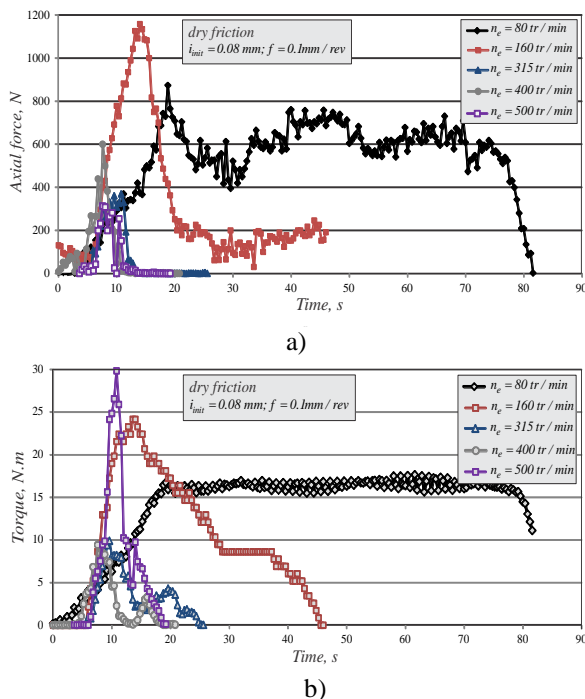 1200
1000
800
600
400
200
0
Axial force, N
dry friction
i_init = 0.08 mm; f = 0.1mm / rev
n_e = 80 tr / min
n_e = 160 tr / min
n_e = 315 tr / min
n_e = 400 tr / min
n_e = 500 tr / min
0 10 20 30 40 50 60 70 80 90
Time, s
a)
30
25
20
15
10
5
0
Torque, N.m
dry friction
i_init = 0.08 mm; f = 0.1mm / rev
n_e = 80 tr / min
n_e = 160 tr / min
n_e = 315 tr / min
n_e = 400 tr / min
n_e = 500 tr / min
0 10 20 30 40 50 60 70 80 90
Time, s
b)